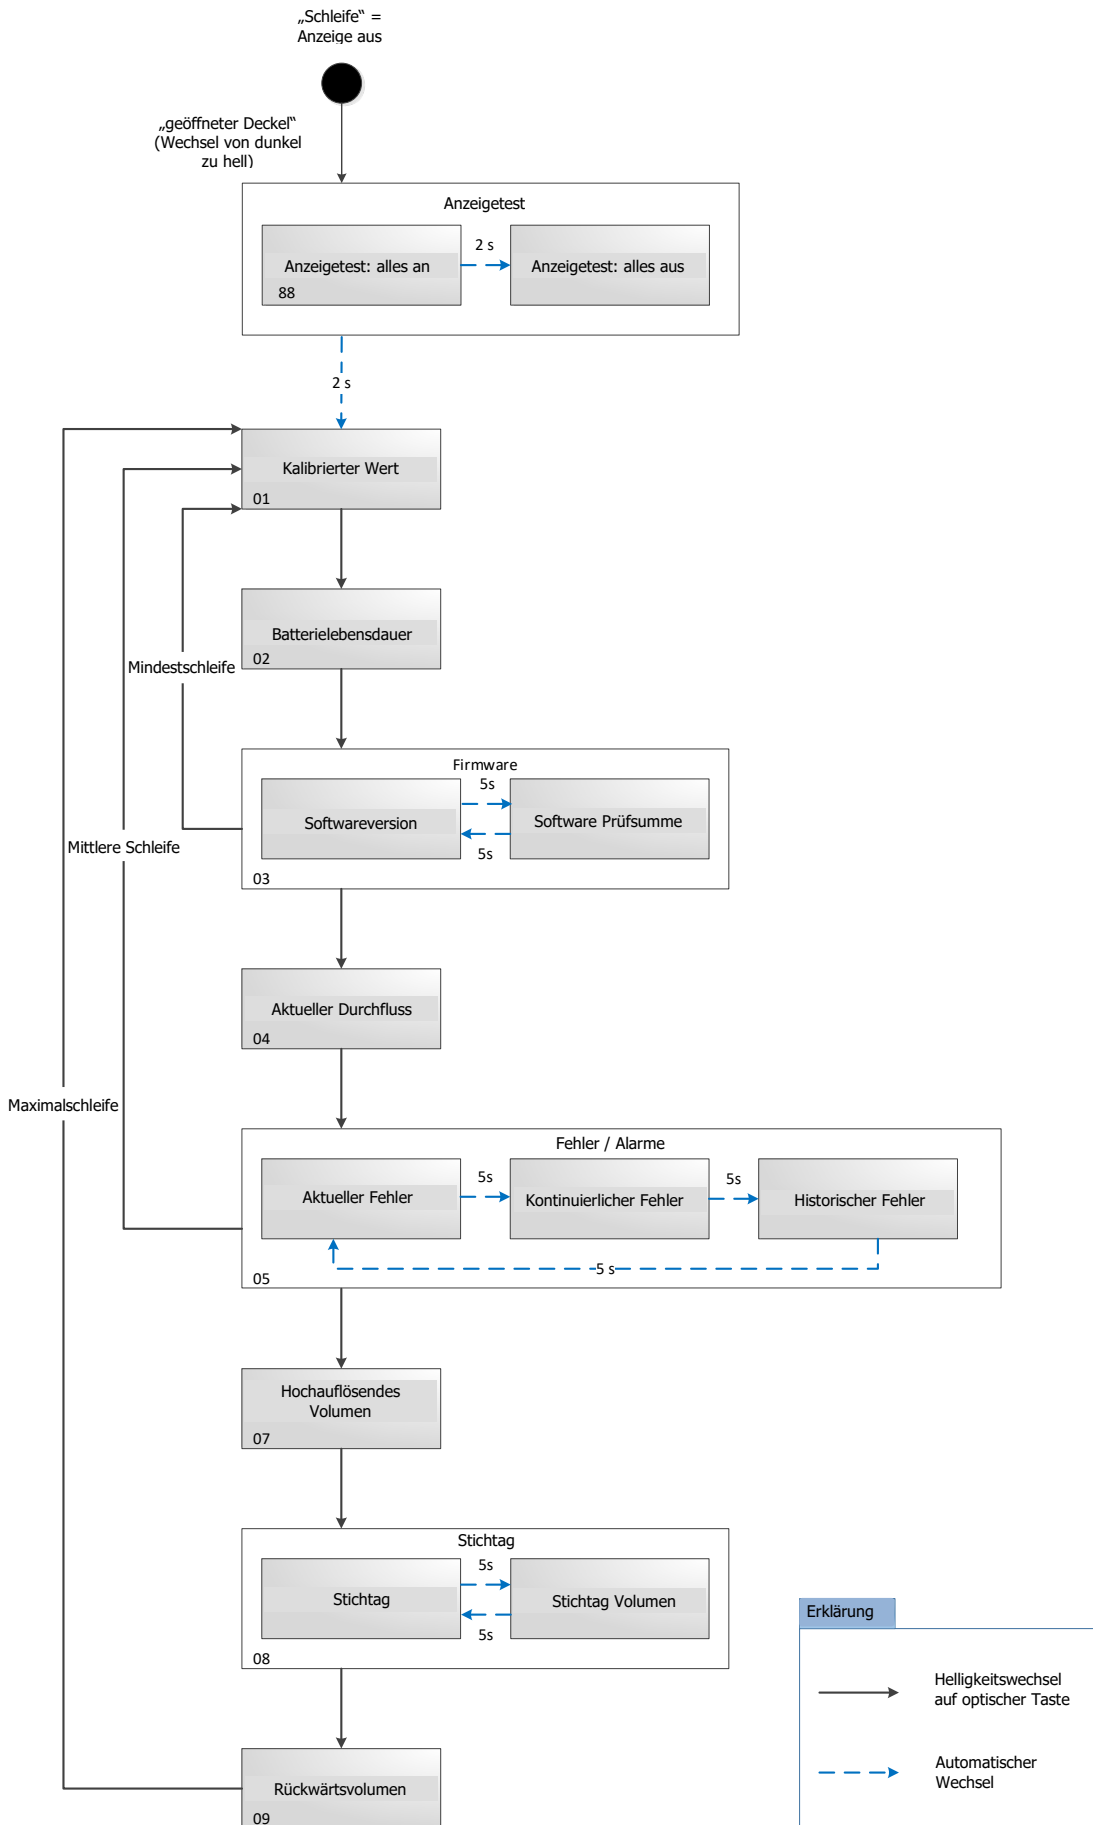 „Schleife“ =
Anzeige aus
„geöffneter Deckel“
(Wechsel von dunkel
zu hell)
Anzeigetest
Anzeigetest: alles an
2 s
Anzeigetest: alles aus
88
2 s
Kalibrierter Wert
01
Batterielebensdauer
02
Mindestschleife
Firmware
5s
Softwareversion
Software Prüfsumme
5s
03
Mittlere Schleife
Aktueller Durchfluss
04
Maximalschleife
Fehler / Alarme
Aktueller Fehler
5s
Kontinuierlicher Fehler
5s
Historischer Fehler
5 s
05
Hochauflösendes
Volumen
07
Stichtag
5s
Stichtag
Stichtag Volumen
5s
08
Rückwärtsvolumen
09
Erklärung
Helligkeitswechsel
auf optischer Taste
Automatischer
Wechsel